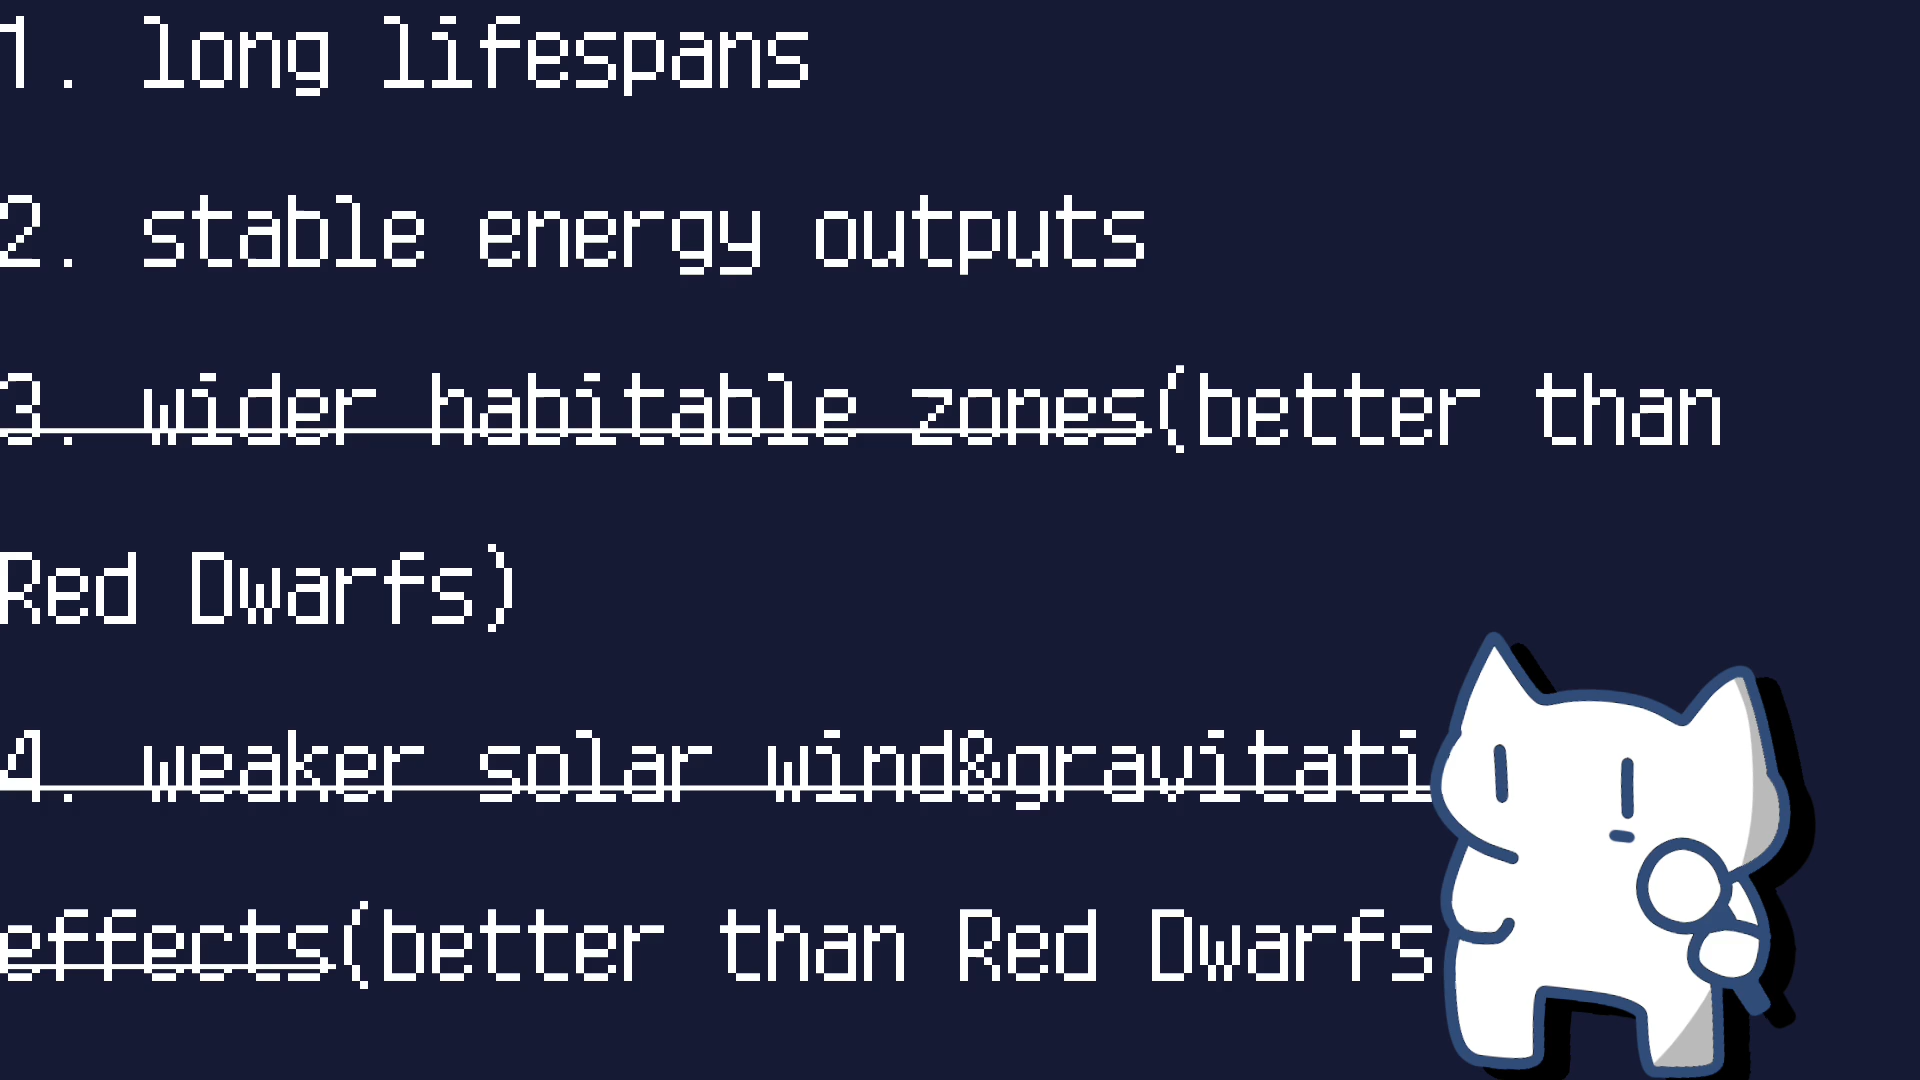 1. long lifespans
2. stable energy outputs
3. wider habitable zones(better than
Red Dwarfs)
4. weaker solar wind&gravitati
effects(better than Red Dwarfs